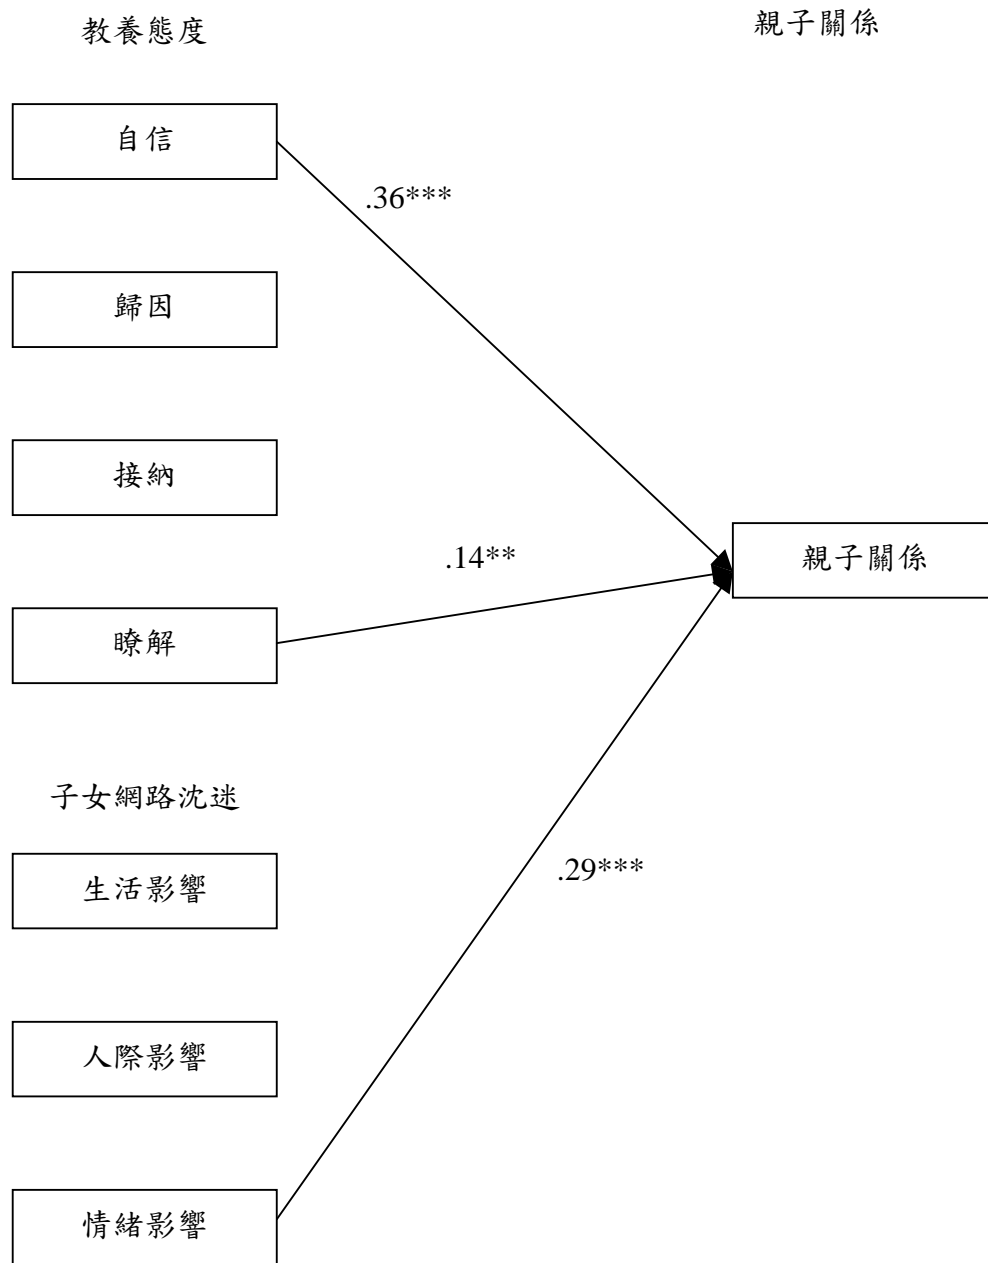 教養態度
親子關係
自信
.36***
歸因
接納
.14**
親子關係
瞭解
子女網路沈迷
生活影響
.29***
人際影響
情緒影響